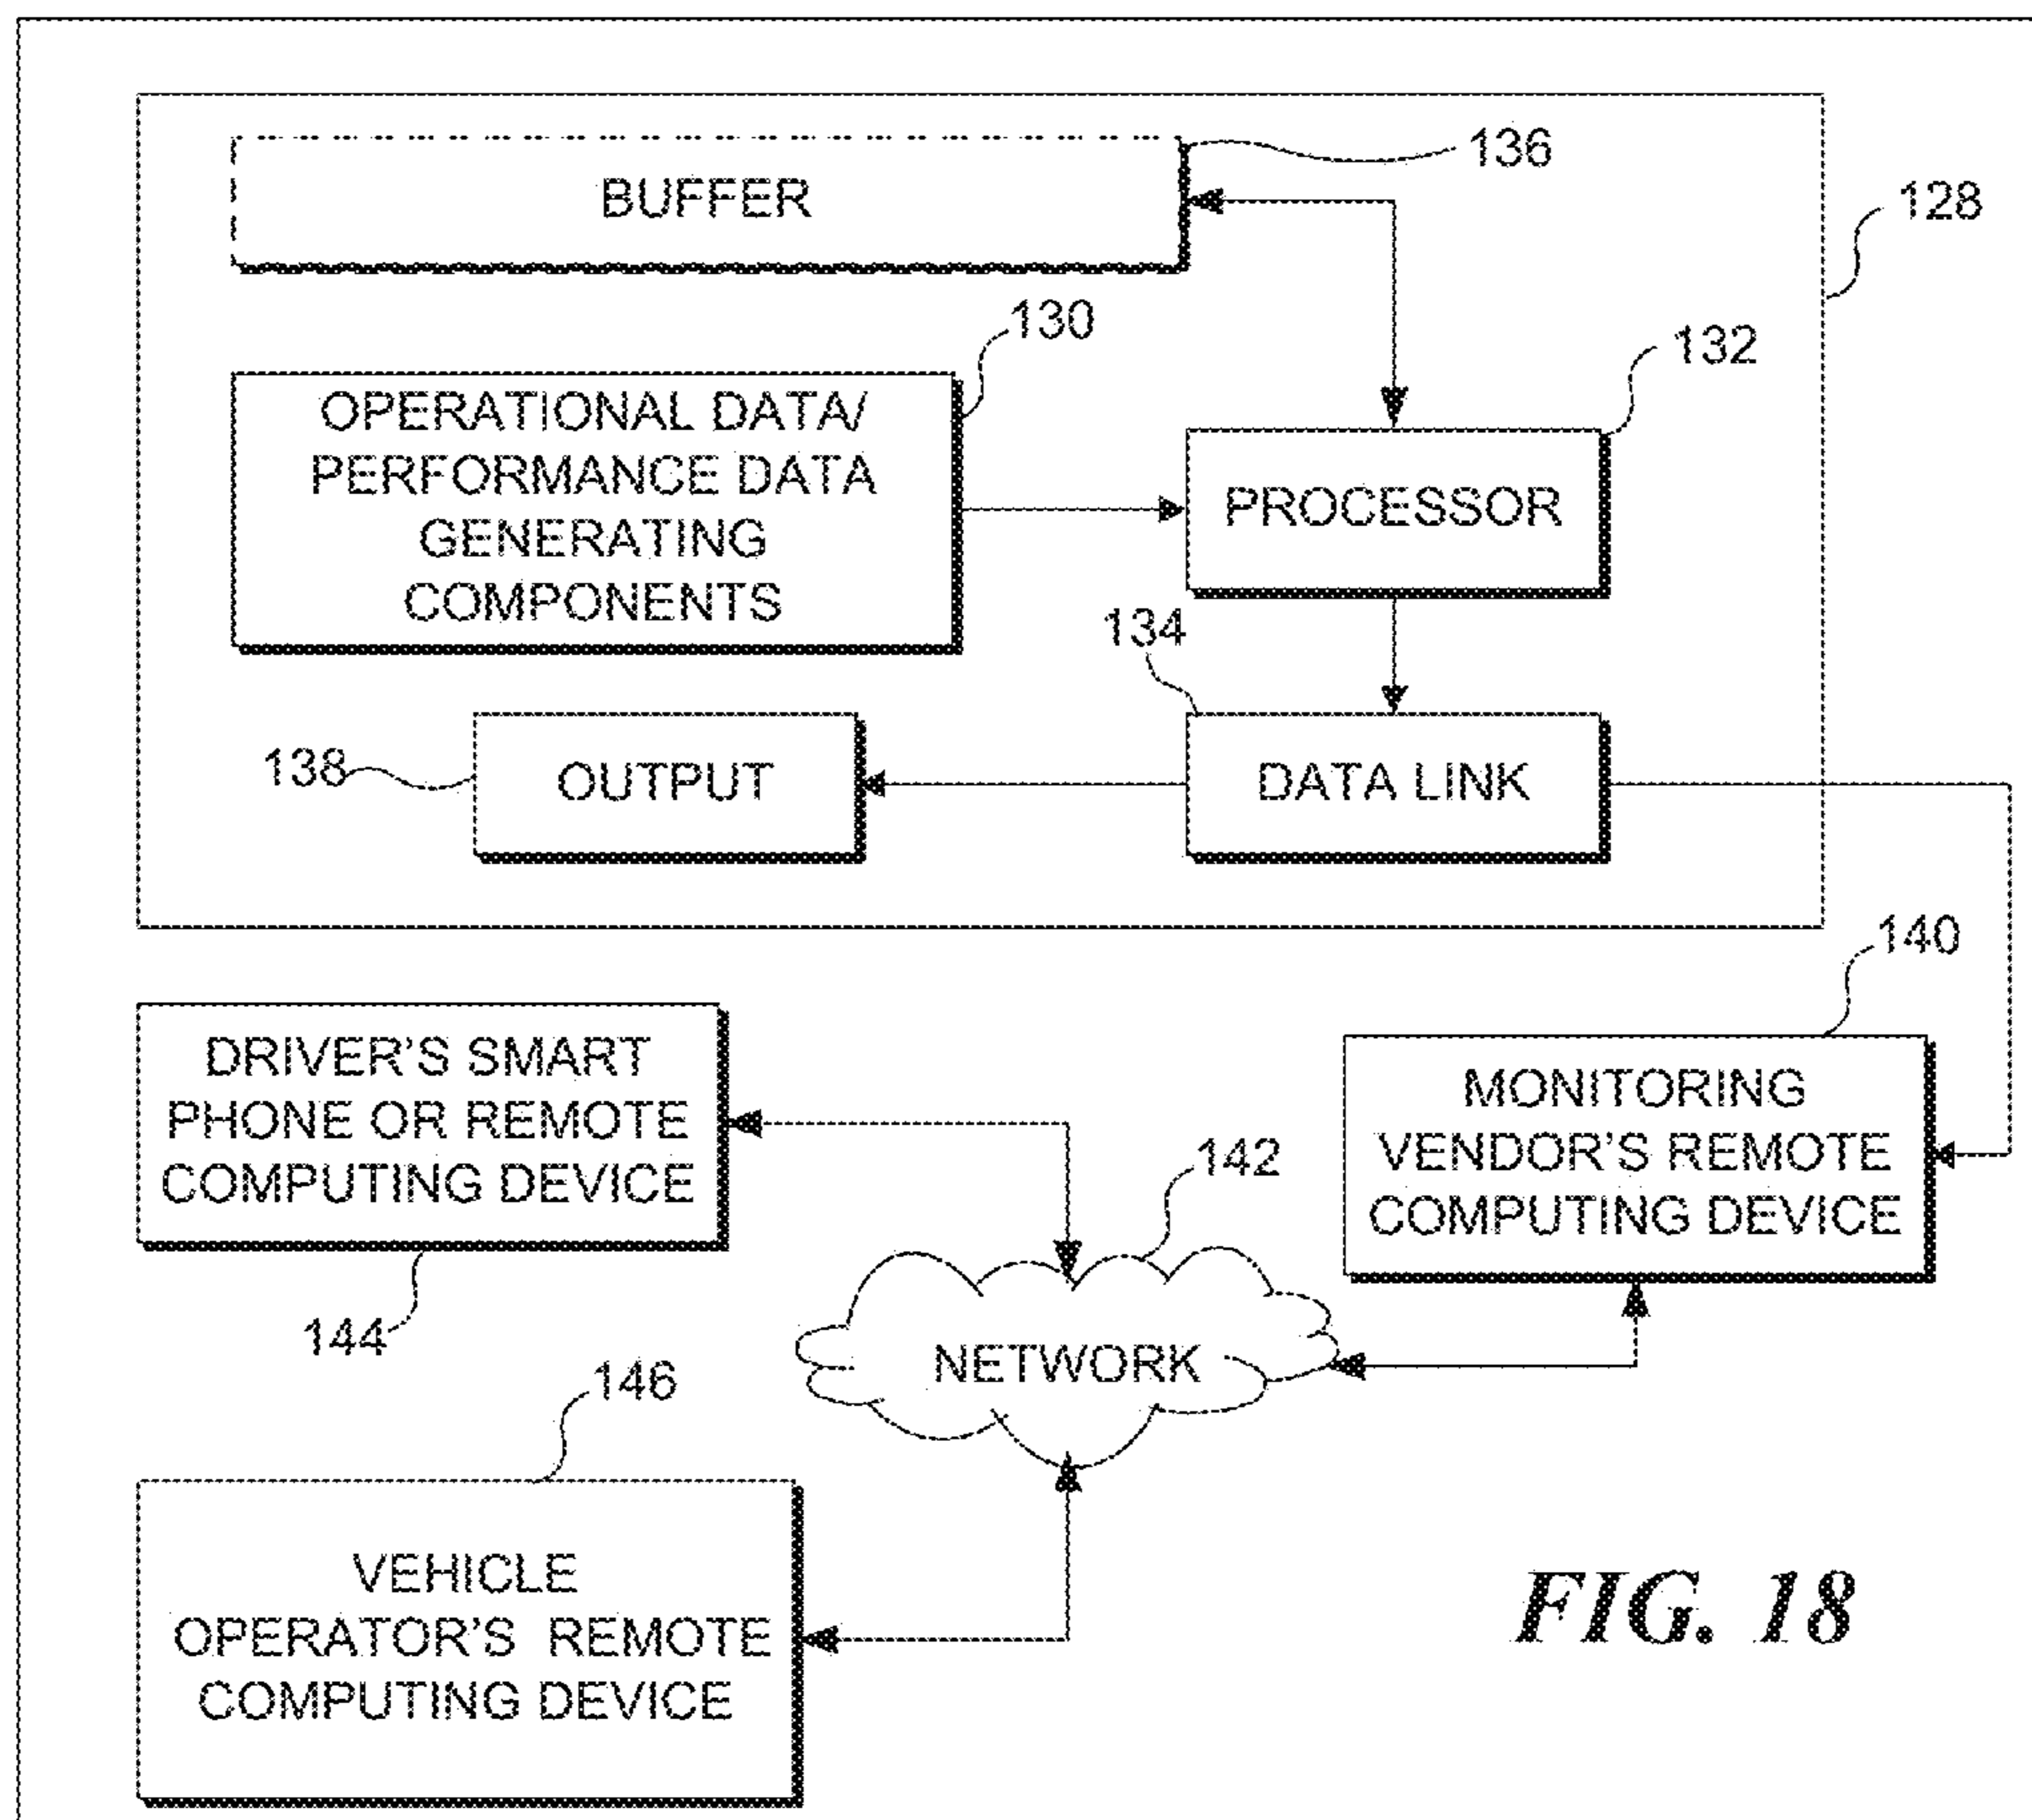 136
BUFFER
128
130
132
OPERATIONAL DATA/
PERFORMANCE DATA
GENERATING
COMPONENTS
PROCESSOR
134
138
OUTPUT
DATA LINK
140
DRIVER'S SMART
PHONE OR REMOTE
COMPUTING DEVICE
MONITORING
VENDOR'S REMOTE
COMPUTING DEVICE
142
144
NETWORK
146
VEHICLE
OPERATOR'S REMOTE
COMPUTING DEVICE
FIG. 18